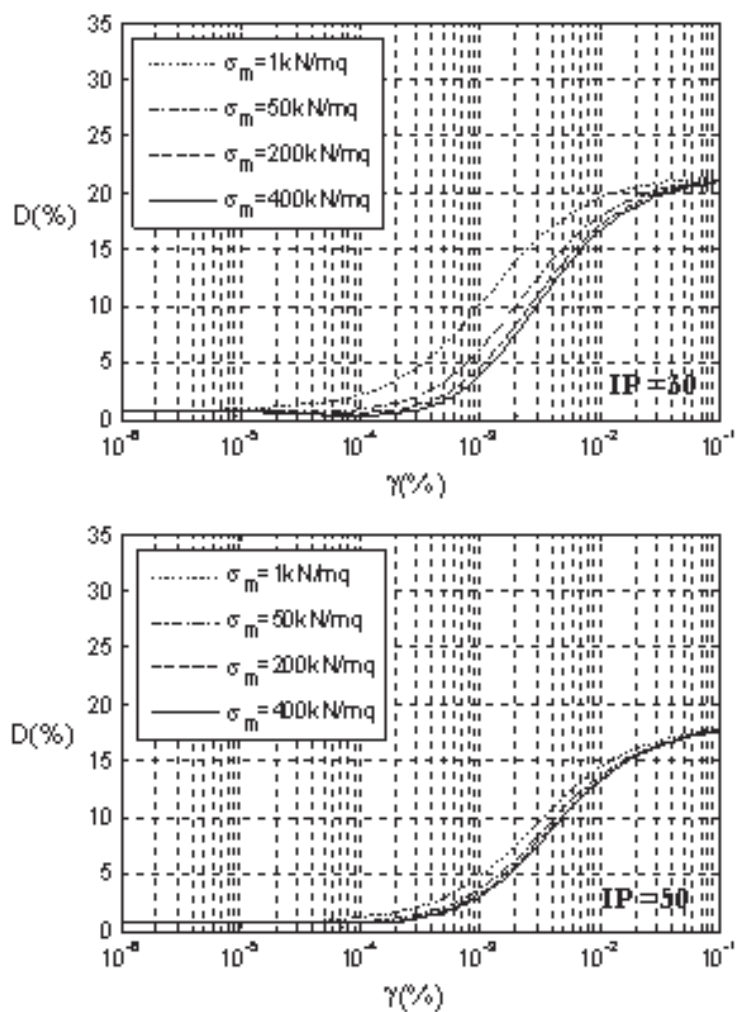 35
30
25
20
15
10
5
0
D(%)
σm=1kN/mq
σm=50kN/mq
σm=200kN/mq
σm=400kN/mq
IP =30
10-6 10-5 10-4 10-3 10-2 10-1
γ(%)
35
30
25
20
15
10
5
0
D(%)
σm=1kN/mq
σm=50kN/mq
σm=200kN/mq
σm=400kN/mq
IP =50
10-6 10-5 10-4 10-3 10-2 10-1
γ(%)